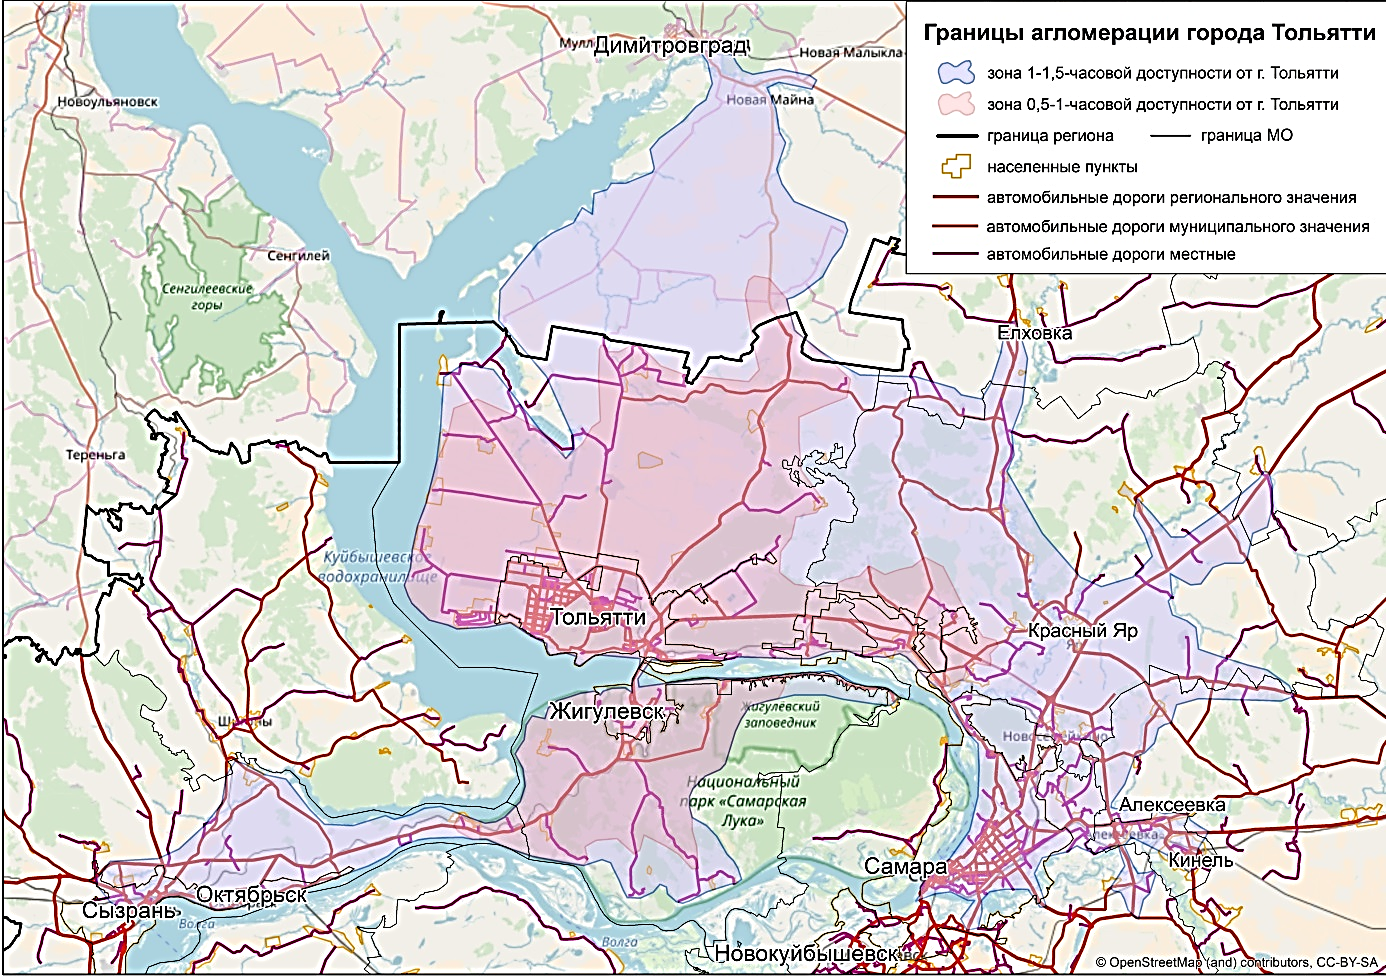 Границы агломерации города Тольятти
зона 1-1,5-часовой доступности от г. Тольятти
зона 0,5-1-часовой доступности от г. Тольятти
граница региона
граница МО
населенные пункты
автомобильные дороги регионального значения
автомобильные дороги муниципального значения
автомобильные дороги местные
Димитровград
Новая Малыкла
Новоульяновск
Новая Майна
Сенгилей
Сенгилеевские
горы
Елховка
Тереньга
Куйбышевское
водохранилище
Тольятти
Красный Яр
Жигулевск
Жигулёвский
заповедник
Национальный
парк «Самарская
Лука»
Алексеевка
Алексеевка
Кинель
Самара
Октябрьск
Сызрань
Волга
Волга
Новокуйбышевск
© OpenStreetMap (and) contributors, CC-BY-SA